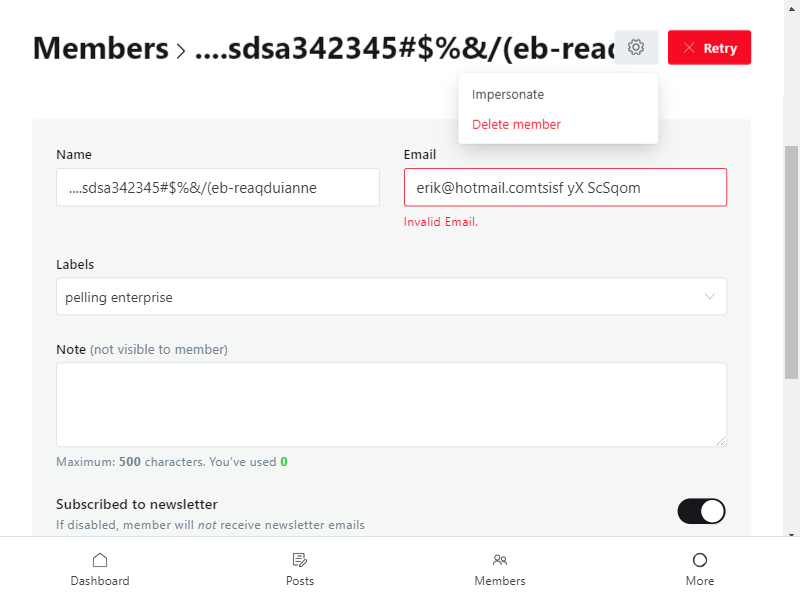 Members > ....sdsa342345#$%&/(eb-reaq
Retry
Impersonate
Delete member
Name
Email
....sdsa342345#$%&/(eb-reaqduianne
erik@hotmail.comtsisf yX ScSqom
Invalid Email.
Labels
pelling enterprise
Note (not visible to member)
Maximum: 500 characters. You've used 0
Subscribed to newsletter
If disabled, member will not receive newsletter emails
Dashboard
Posts
Members
More